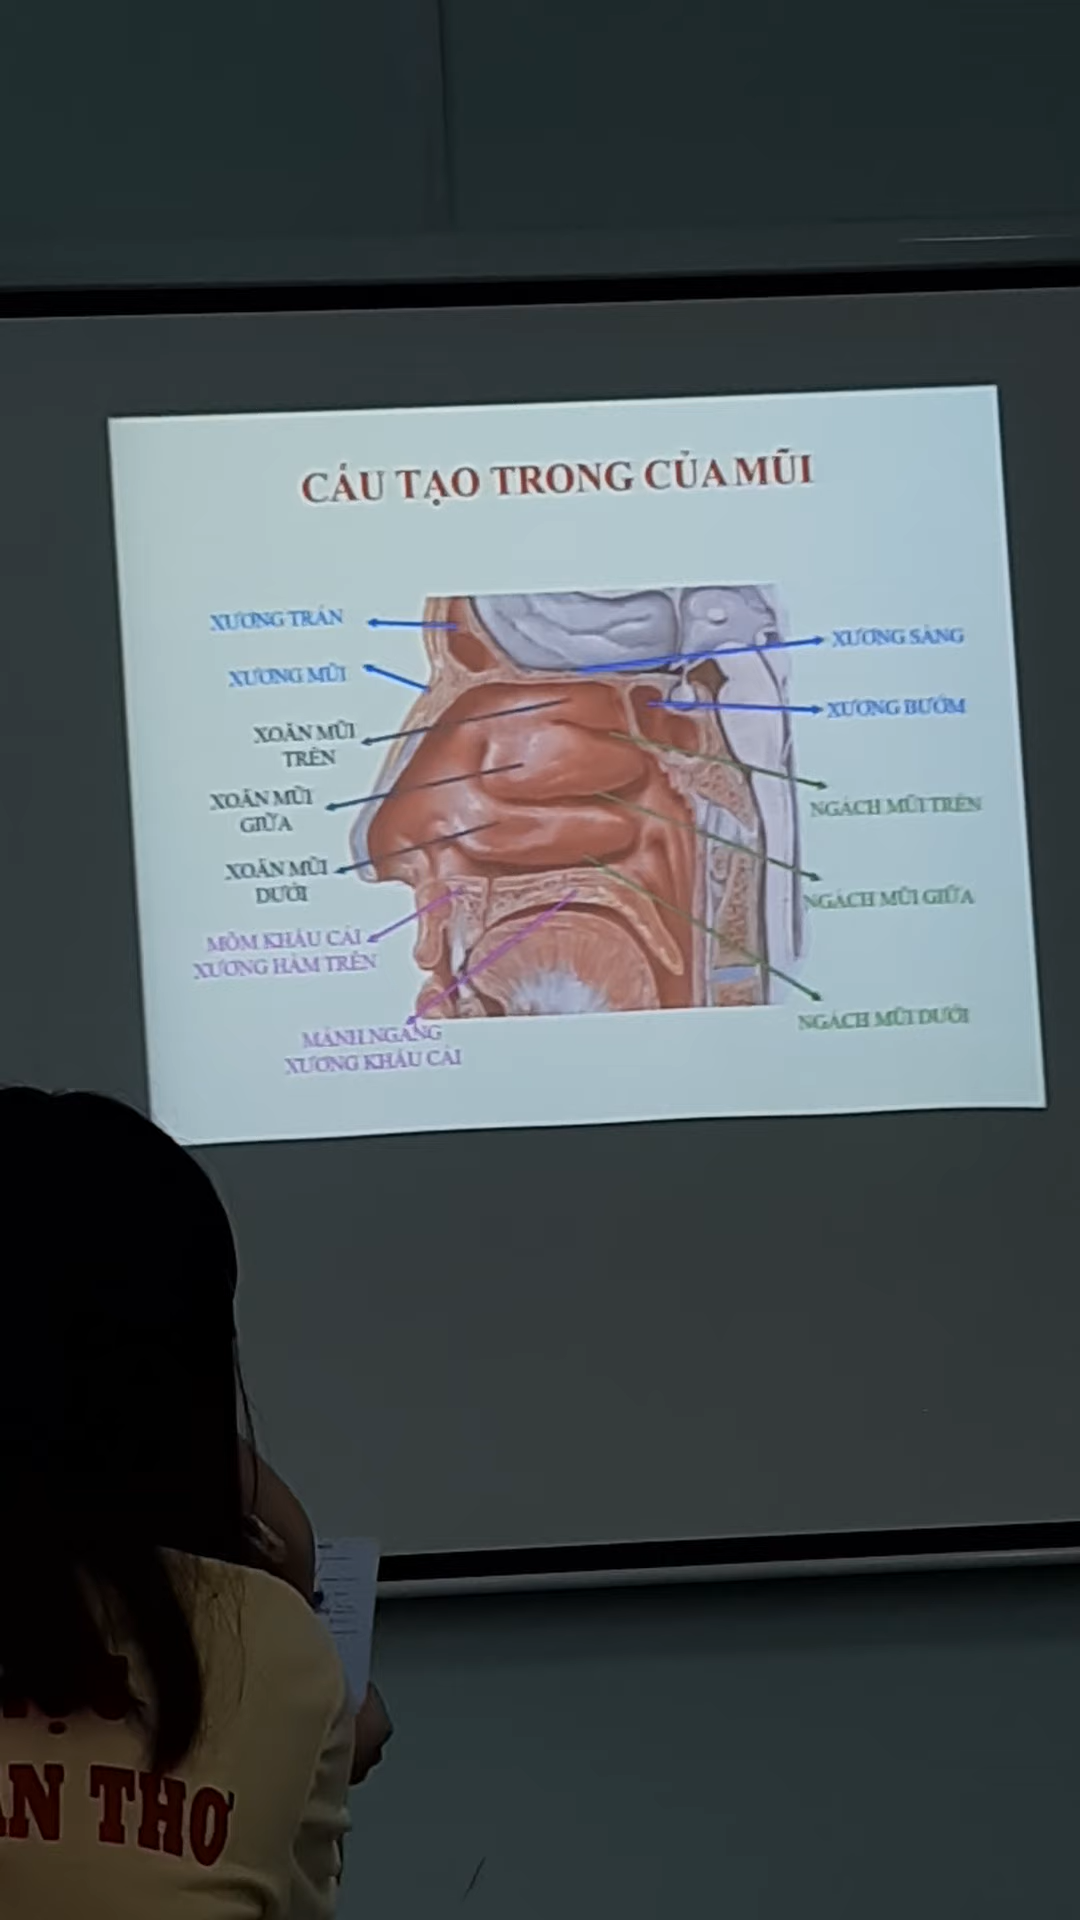 CẤU TẠO TRONG CỦA MŨI
XƯƠNG TRÁN
XƯƠNG MŨI
XOĂN MŨI
TRÊN
XOĂN MŨI
GIỮA
XOĂN MŨI
DƯỚI
MỎM KHẨU CÁI
XƯƠNG HÀM TRÊN
MẢNH NGANG
XƯƠNG KHẨU CÁI
XƯƠNG SÀNG
XƯƠNG BƯỚM
NGÁCH MŨI TRÊN
NGÁCH MŨI GIỮA
NGÁCH MŨI DƯỚI
THƠ